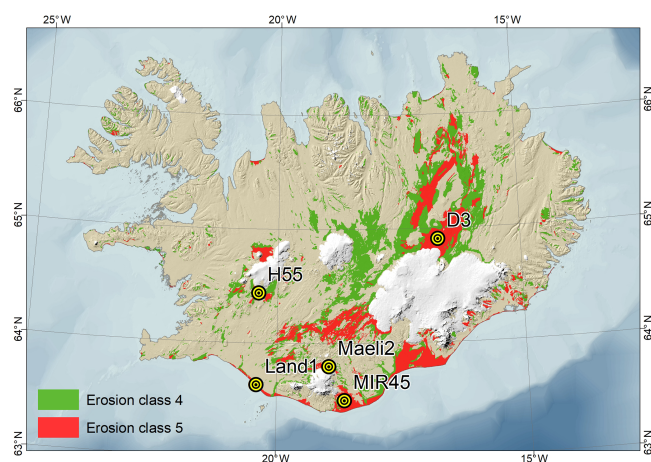 25°W
20°W
15°W
66°N
66°N
65°N
65°N
D3
H55
64°N
64°N
Maeli2
Land1
MIR45
Erosion class 4
Erosion class 5
63°N
63°N
20°W
15°W